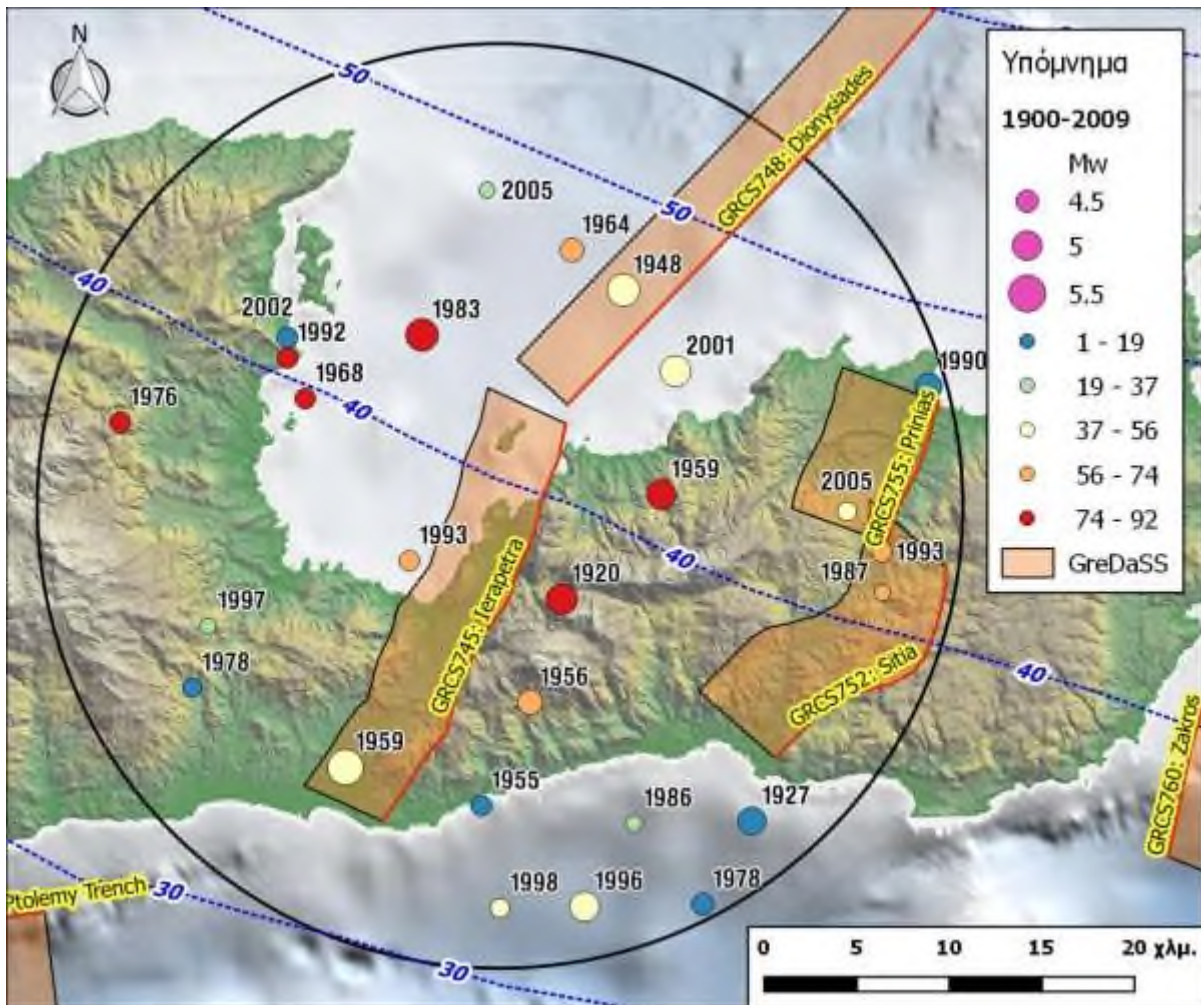 N
50
Υπόμνημα
1900-2009
Mw
4.5
5
5.5
1 - 19
19 - 37
37 - 56
56 - 74
74 - 92
GreDaSS
GRCS748: Dionysiades
2005
50
1964
1948
40
2002
1992
1983
1968
2001
1990
1976
40
GRCS755: Prinias
1959
2005
1993
GRCS745: Ierapetra
40
1993
1920
1987
1997
1978
1956
GRCS752: Sitia
40
GRCS760: Zakros
1959
1955
1986
1927
Ptolemy Trench
30
1998
1996
1978
30
0 5 10 15 20 χλμ.